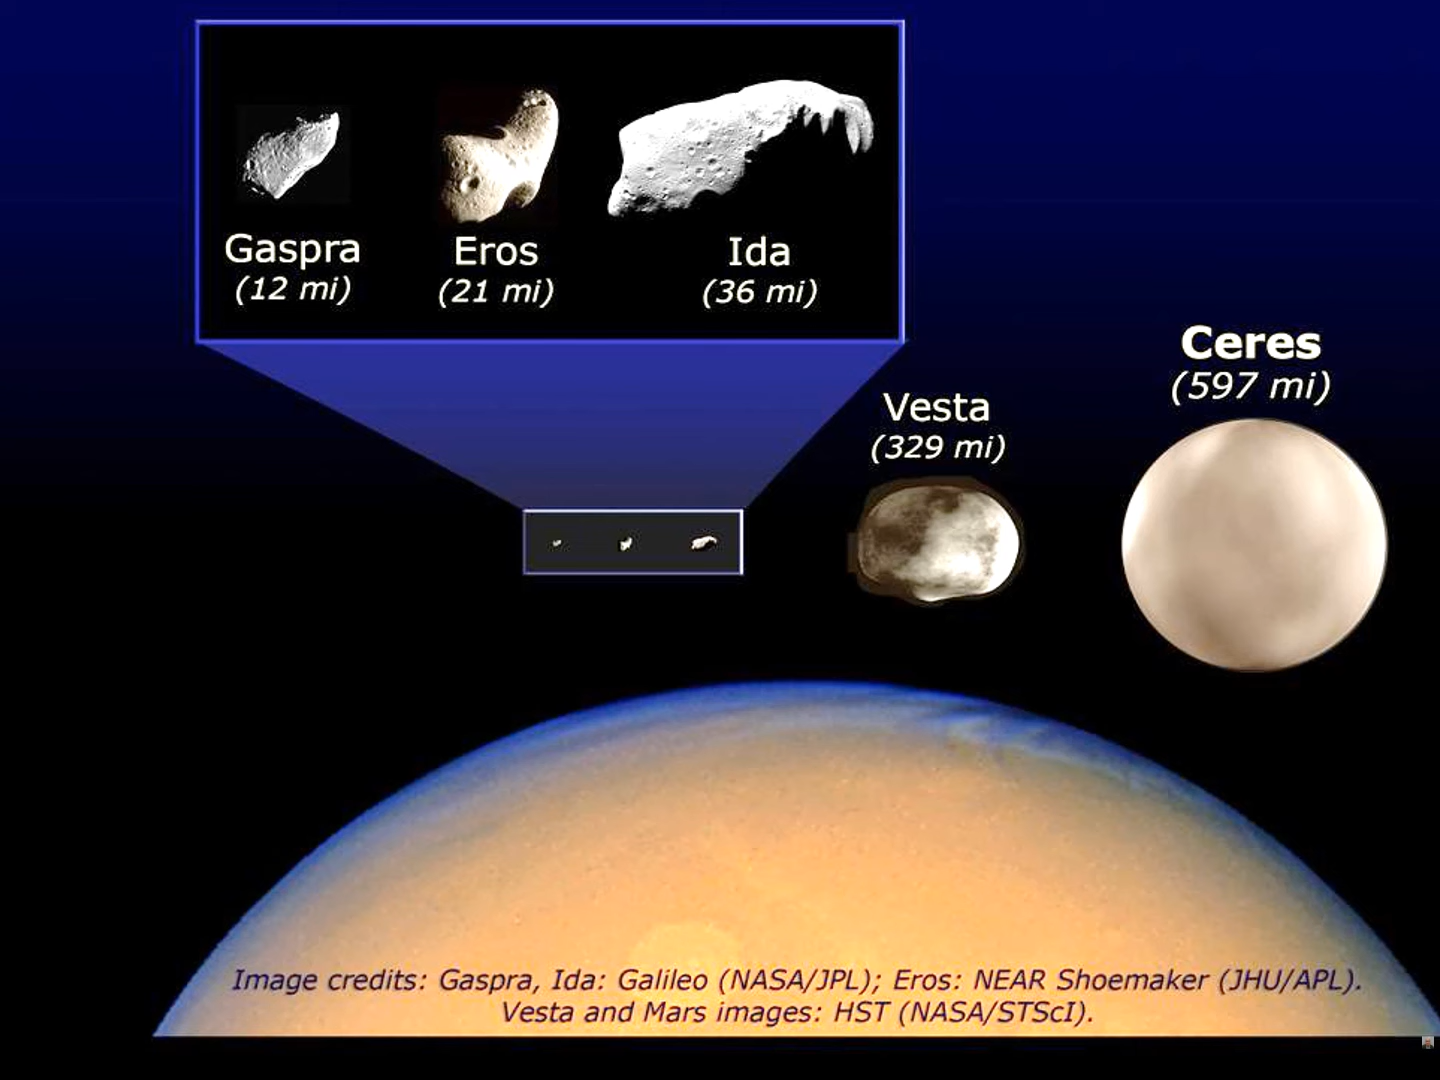 Gaspra
(12 mi)
Eros
(21 mi)
Ida
(36 mi)
Ceres
(597 mi)
Vesta
(329 mi)
Image credits: Gaspra, Ida: Galileo (NASA/JPL); Eros: NEAR Shoemaker (JHU/APL).
Vesta and Mars images: HST (NASA/STScI).